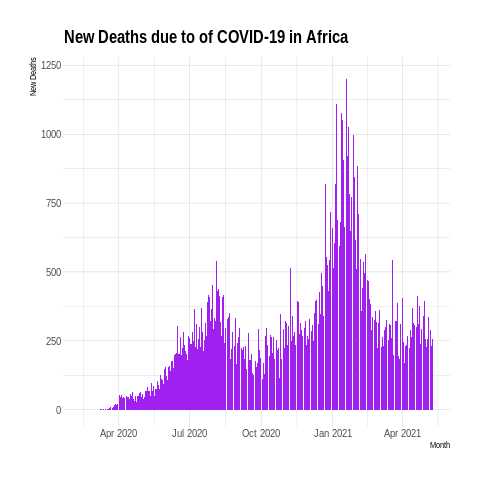 New Deaths due to of COVID-19 in Africa
New Deaths
1250
1000
750
500
250
0
Apr 2020
Jul 2020
Oct 2020
Jan 2021
Apr 2021
Month